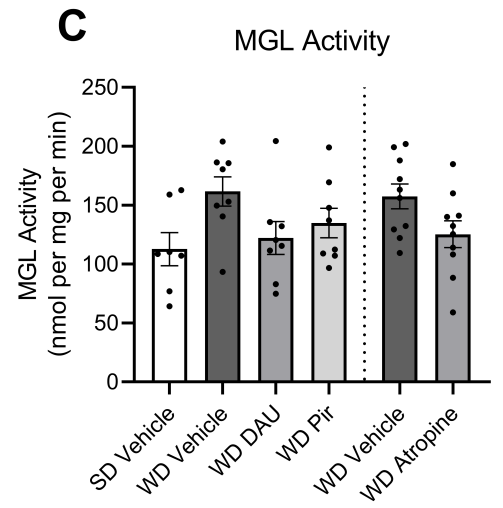 C
MGL Activity
MGL Activity
(nmol per mg per min)
250
200
150
100
50
0
SD Vehicle
WD Vehicle
WD DAU
WD Pir
WD Vehicle
WD Atropine